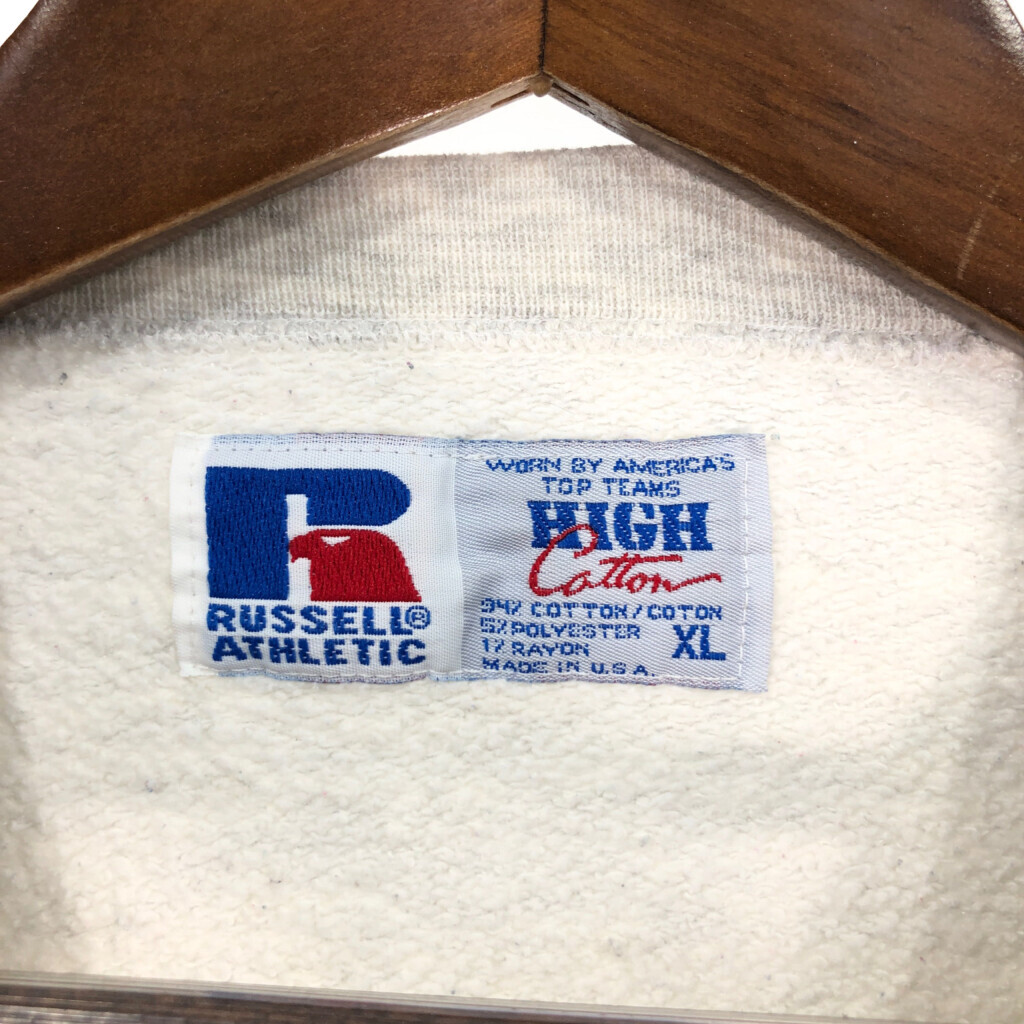 RUSSELL®
ATHLETIC
WORN BY AMERICA'S
TOP TEAMS
HIGH
Cotton
94% COTTON/COTON
5% POLYESTER
1% RAYON
MADE IN U.S.A.
XL